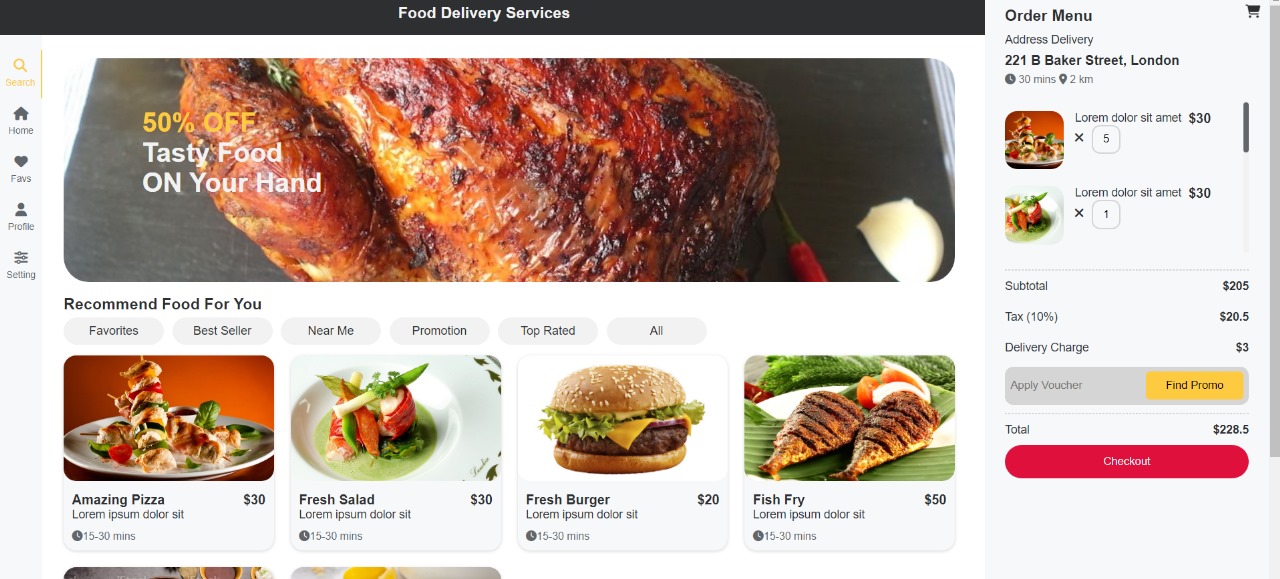 Food Delivery Services
Search
Home
Favs
Profile
Setting
50% OFF
Tasty Food
ON Your Hand
Recommend Food For You
Favorites
Best Seller
Near Me
Promotion
Top Rated
All
Amazing Pizza $30
Lorem ipsum dolor sit
15-30 mins
Fresh Salad $30
Lorem ipsum dolor sit
15-30 mins
Fresh Burger $20
Lorem ipsum dolor sit
15-30 mins
Fish Fry $50
Lorem ipsum dolor sit
15-30 mins
Order Menu
Address Delivery
221 B Baker Street, London
30 mins 2 km
Lorem dolor sit amet $30
× 5
Lorem dolor sit amet $30
× 1
Subtotal $205
Tax (10%) $20.5
Delivery Charge $3
Apply Voucher Find Promo
Total $228.5
Checkout